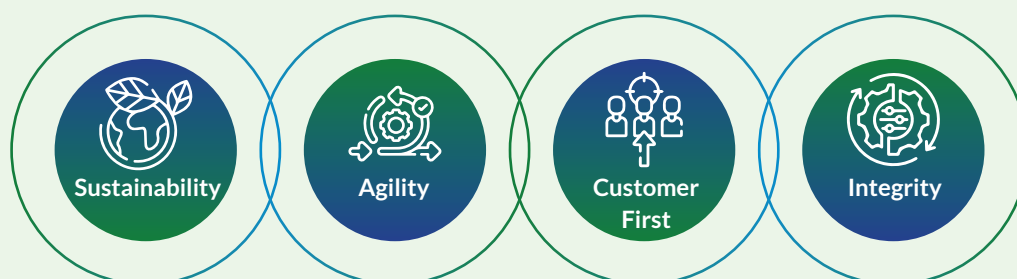 Sustainability
Agility
Customer
First
Integrity